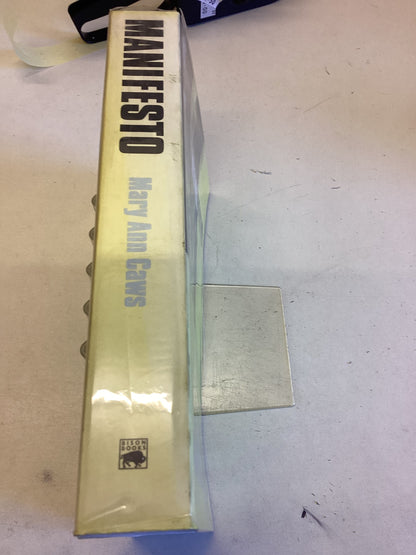 MANIFESTO
Mary Ann Caws
BISON
BOOKS